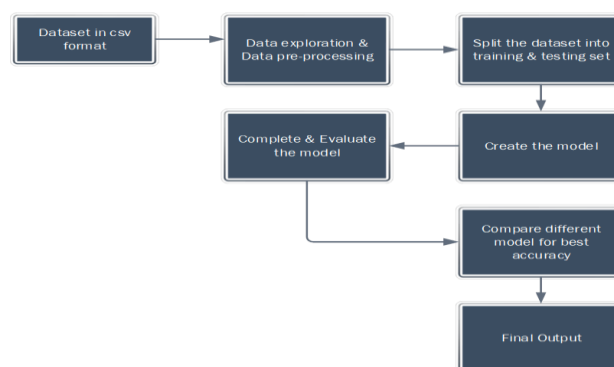 Dataset in csv
format
Data exploration &
Data pre-processing
Split the dataset into
training & testing set
Create the model
Complete & Evaluate
the model
Compare different
model for best
accuracy
Final Output